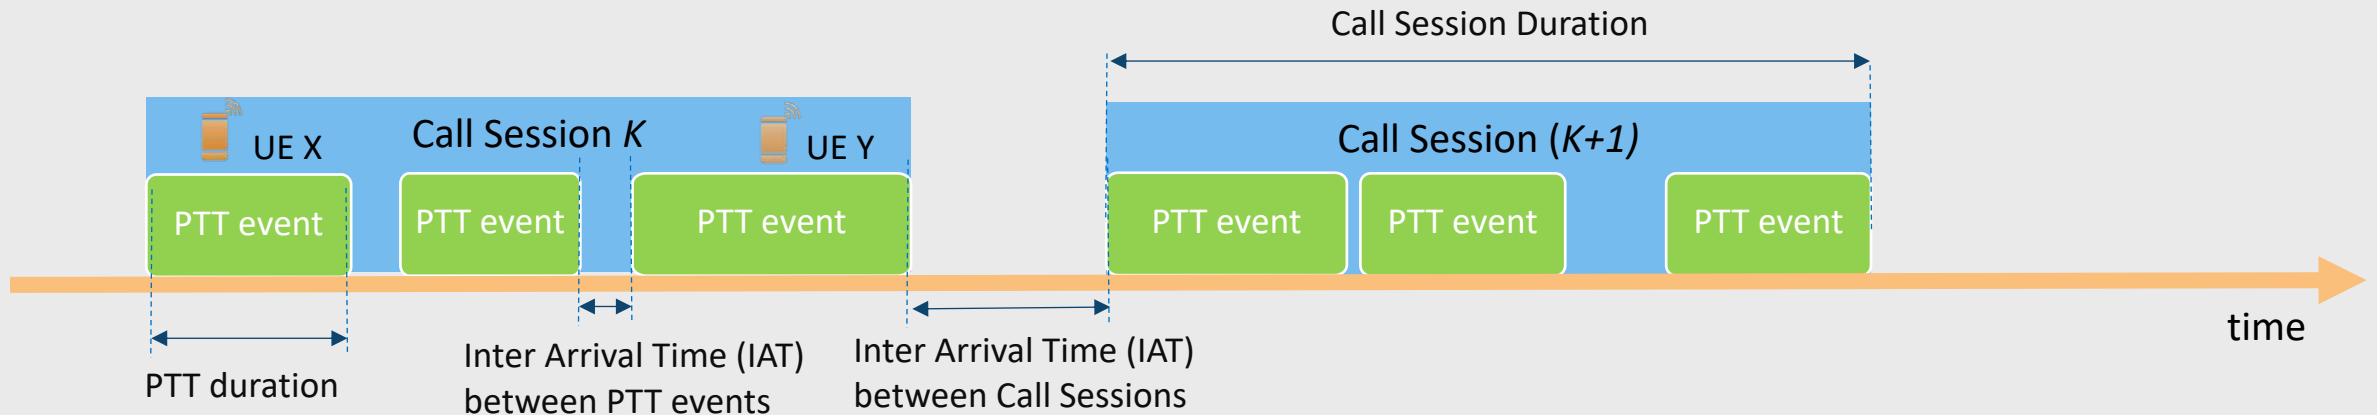 Call Session Duration
UE X
Call Session K
UE Y
Call Session (K+1)
PTT event
PTT event
PTT event
PTT event
PTT event
PTT event
time
PTT duration
Inter Arrival Time (IAT)
between PTT events
Inter Arrival Time (IAT)
between Call Sessions